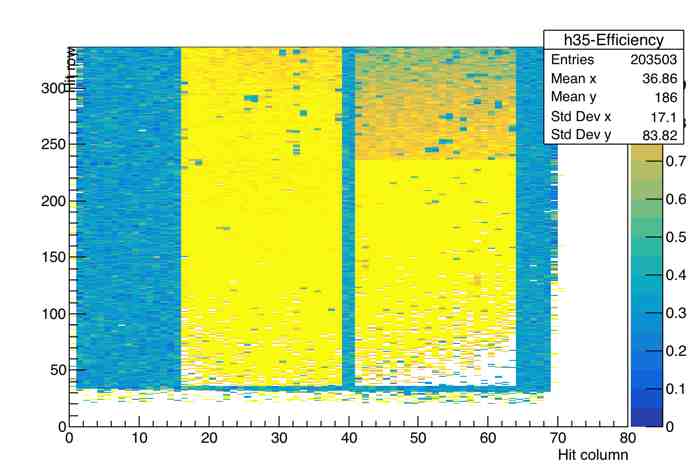 h35-Efficiency
Entries 203503
Mean x 36.86
Mean y 186
Std Dev x 17.1
Std Dev y 83.82
Hit row
300
250
200
150
100
50
0
0 10 20 30 40 50 60 70 80
Hit column
0.7
0.6
0.5
0.4
0.3
0.2
0.1
0